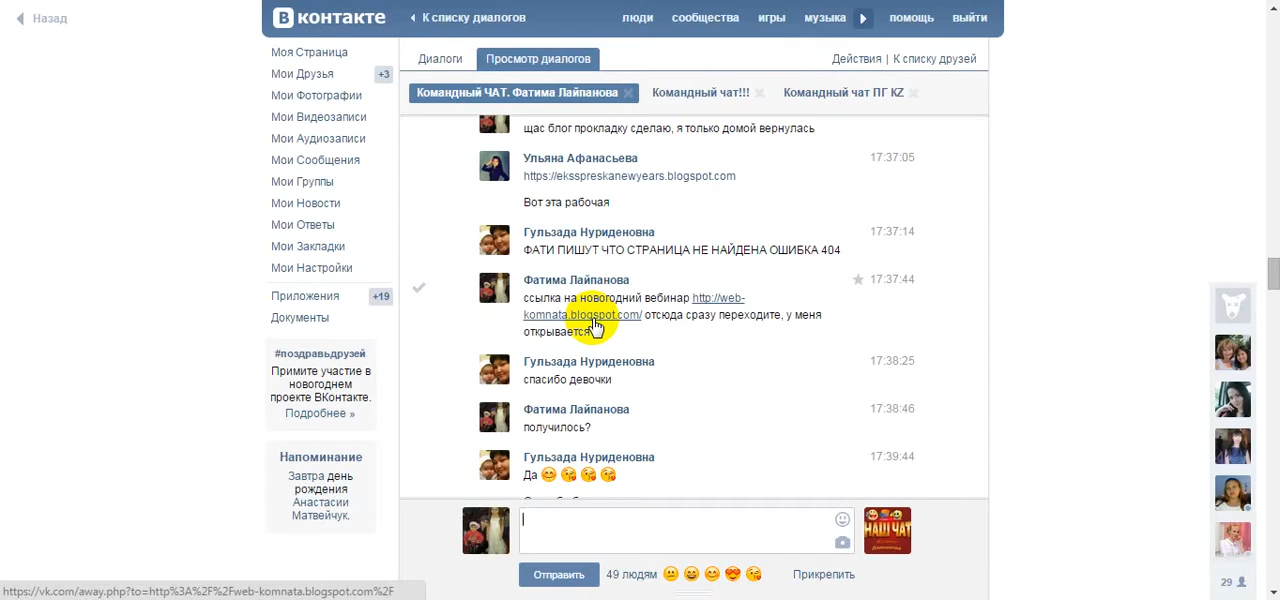 Назад
В контакте
К списку диалогов
люди сообщества игры музыка помощь выйти
Моя Страница
Мои Друзья +3
Мои Фотографии
Мои Видеозаписи
Мои Аудиозаписи
Мои Сообщения
Мои Группы
Мои Новости
Мои Ответы
Мои Закладки
Мои Настройки
Приложения +19
Документы
#поздравьдрузей
Примите участие в
новогоднем
проекте ВКонтакте.
Подробнее »
Напоминание
Завтра день
рождения
Анастасии
Матвейчук.
Диалоги Просмотр диалогов Действия | К списку друзей
Командный ЧАТ. Фатима Лайпанова Командный чат!!! Командный чат ПГ KZ
щас блог прокладку сделаю, я только домой вернулась
Ульяна Афанасьева 17:37:05
https://eksspreskanewyears.blogspot.com
Вот эта рабочая
Гульзада Нуриденовна 17:37:14
ФАТИ ПИШУТ ЧТО СТРАНИЦА НЕ НАЙДЕНА ОШИБКА 404
Фатима Лайпанова 17:37:44
ссылка на новогодний вебинар http://web-
komnata.blogspot.com/ отсюда сразу переходите, у меня
открывается
Гульзада Нуриденовна 17:38:25
спасибо девочки
Фатима Лайпанова 17:38:46
получилось?
Гульзада Нуриденовна 17:39:44
Да
НАШ ЧАТ
Отправить 49 людям Прикрепить
29
https://vk.com/away.php?to=http%3A%2F%2Fweb-komnata.blogspot.com%2F